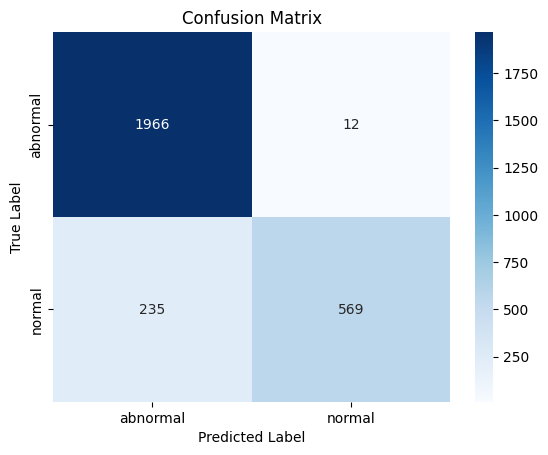 Confusion Matrix
True Label
abnormal
1966
12
normal
235
569
abnormal
normal
Predicted Label
1750
1500
1250
1000
750
500
250